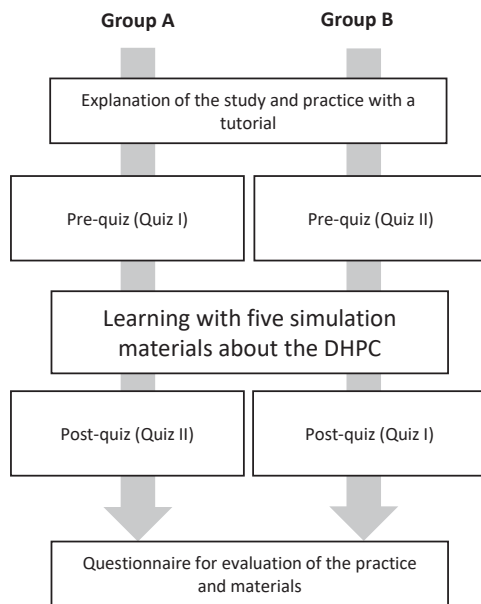 Group A
Group B
Explanation of the study and practice with a
tutorial
Pre-quiz (Quiz I)
Pre-quiz (Quiz II)
Learning with five simulation
materials about the DHPC
Post-quiz (Quiz II)
Post-quiz (Quiz I)
Questionnaire for evaluation of the practice
and materials